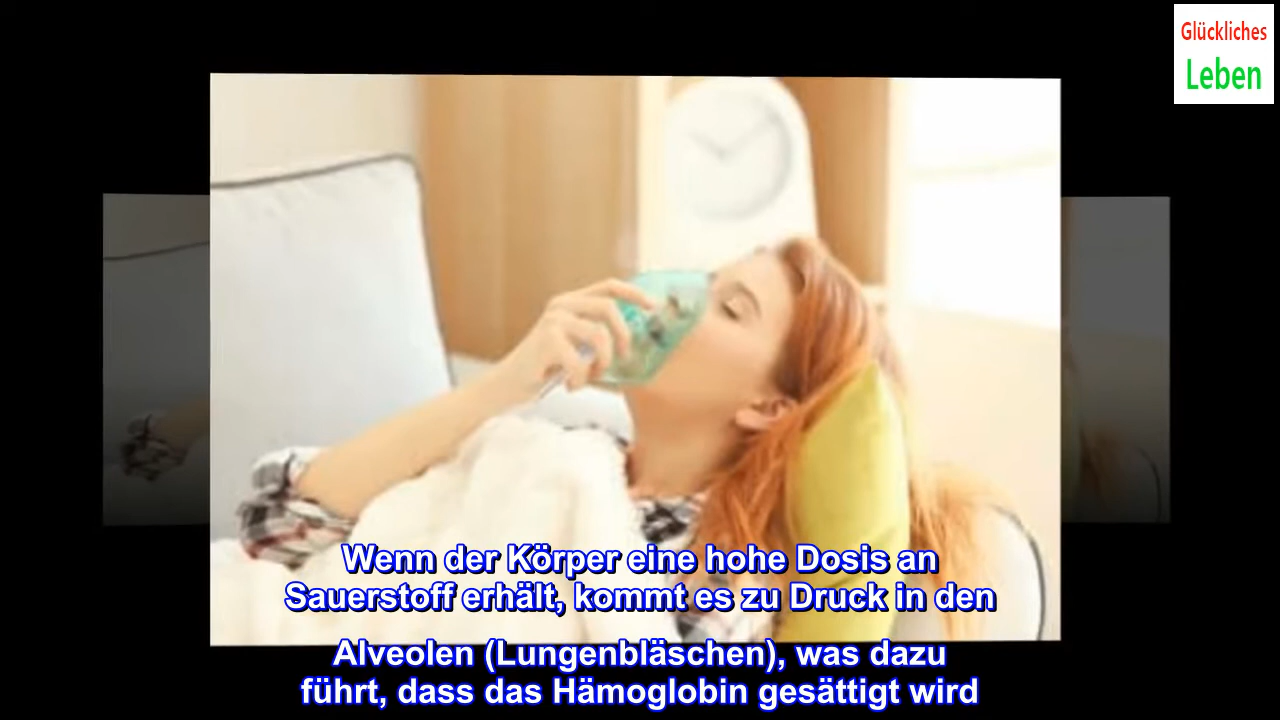 Glückliches
Leben
Wenn der Körper eine hohe Dosis an
Sauerstoff erhält, kommt es zu Druck in den
Alveolen (Lungenbläschen), was dazu
führt, dass das Hämoglobin gesättigt wird